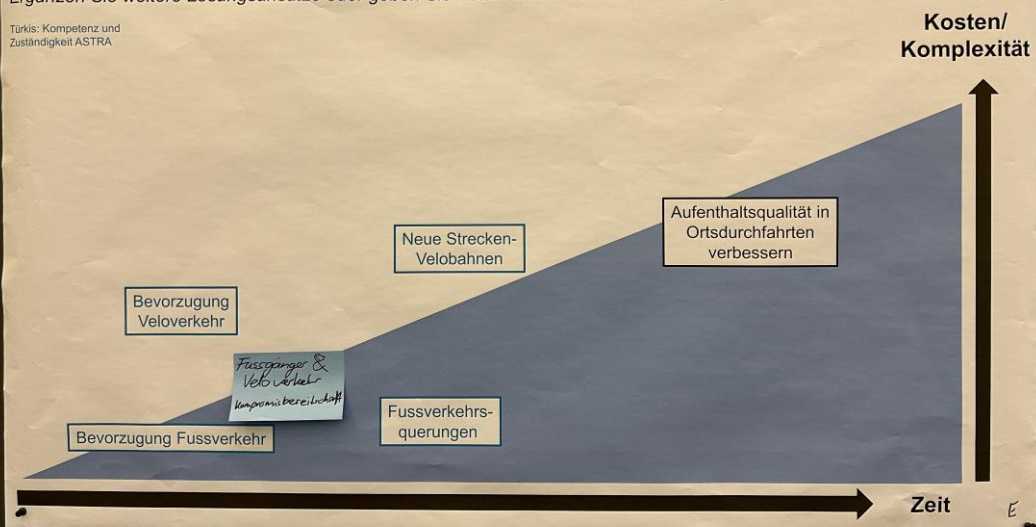 Türkis: Kompetenz und
Zuständigkeit ASTRA
Kosten/
Komplexität
Aufenthaltsqualität in
Ortsdurchfahrten
verbessern
Neue Strecken-
Velobahnen
Bevorzugung
Veloverkehr
Fussgänger &
Veloverkehr
Kompromisbereitschaft
Fussverkehrs-
querungen
Bevorzugung Fussverkehr
Zeit
E